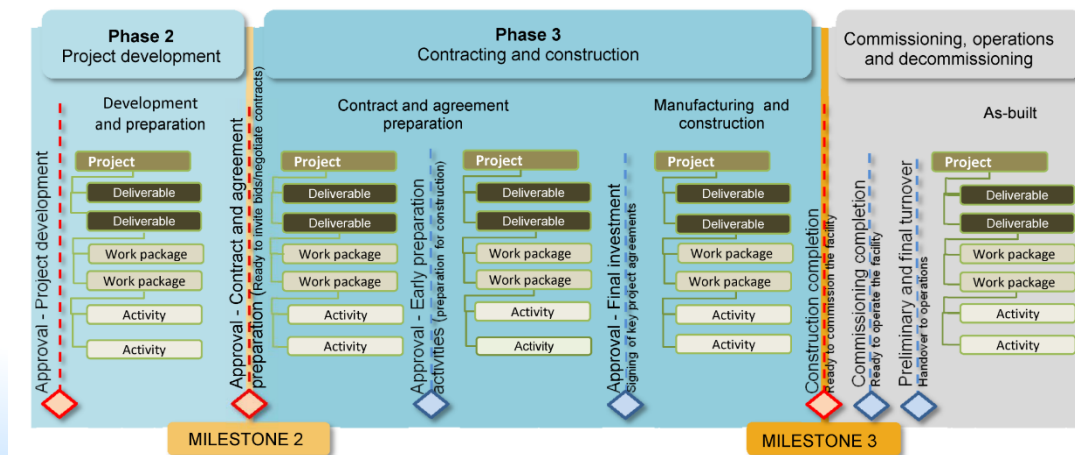 Phase 2
Project development
Phase 3
Contracting and construction
Commissioning, operations
and decommissioning
Development
and preparation
Contract and agreement
preparation
Manufacturing and
construction
As-built
Approval - Project development
Project
Deliverable
Deliverable
Work package
Work package
Activity
Activity
Approval - Contract and agreement
preparation (Ready to invite bids/negotiate contracts)
Project
Deliverable
Deliverable
Work package
Work package
Activity
Activity
Approval - Early preparation
activities (preparation for construction)
Project
Deliverable
Deliverable
Work package
Work package
Activity
Activity
Approval - Final investment
Signing of key project agreements
Project
Deliverable
Deliverable
Work package
Work package
Activity
Activity
Construction completion
Ready to commission the facility
Commissioning completion
Ready to operate the facility
Preliminary and final turnover
Handover to operations
Project
Deliverable
Deliverable
Work package
Work package
Activity
Activity
MILESTONE 2
MILESTONE 3